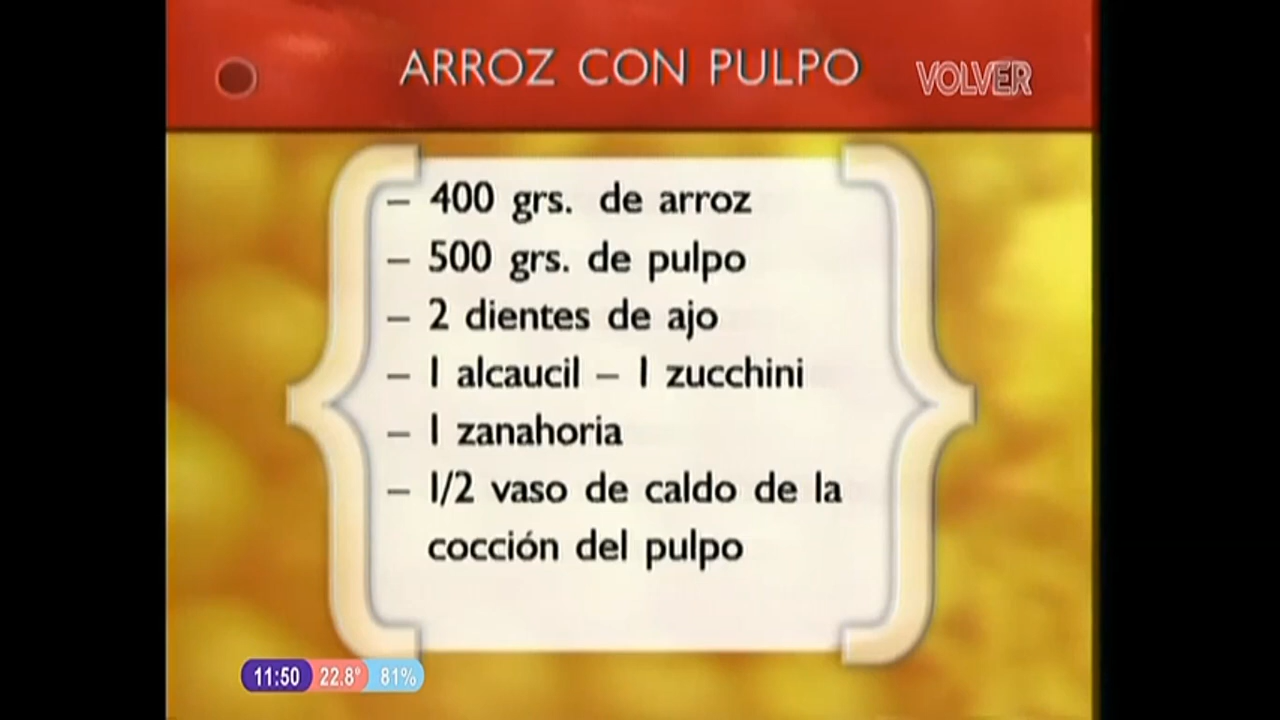 ARROZ CON PULPO
VOLVER
– 400 grs. de arroz
– 500 grs. de pulpo
– 2 dientes de ajo
– 1 alcaucil – 1 zucchini
– 1 zanahoria
– 1/2 vaso de caldo de la
cocción del pulpo
11:50 22.8° 81%